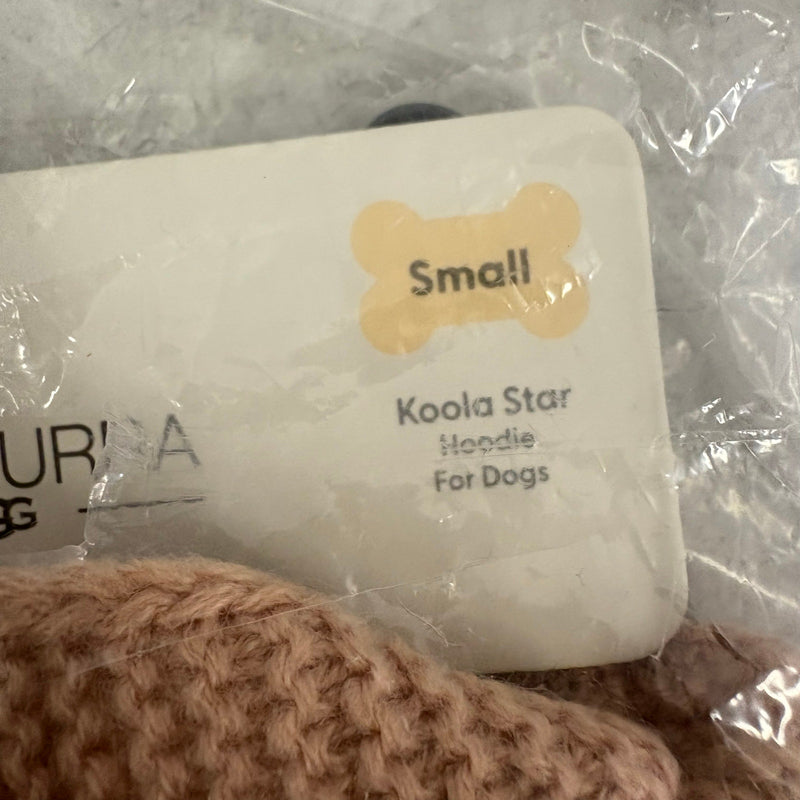 Small
Koola Star
Hoodie
For Dogs